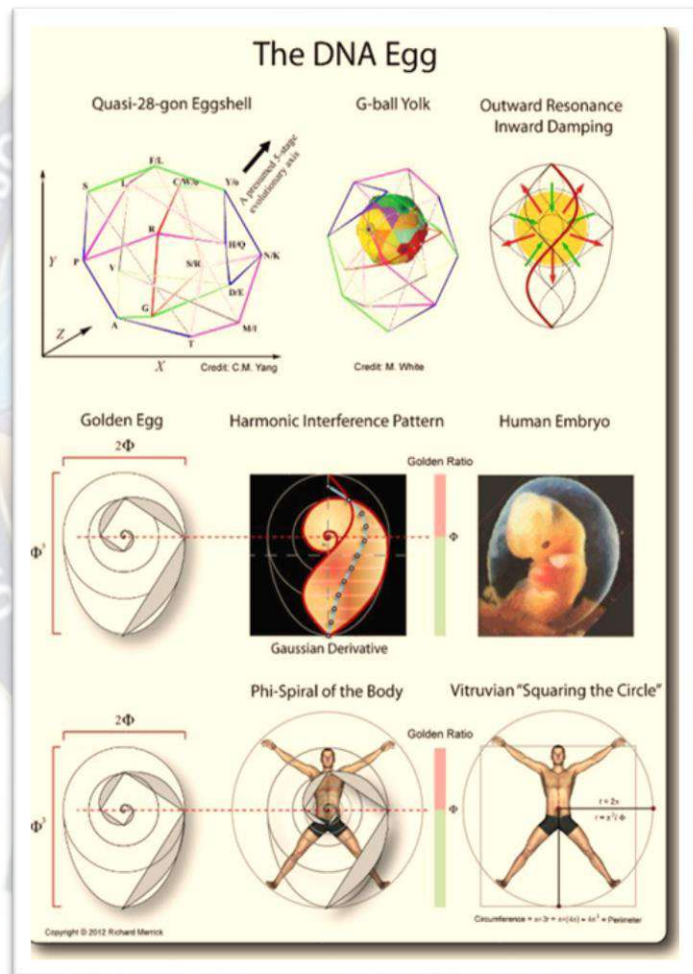 The DNA Egg
Quasi-28-gon Eggshell
G-ball Yolk
Outward Resonance
Inward Damping
A presumed 5-stage
evolutionary axis
F/L
S
L
C/W/o
Y/o
R
H/Q
N/K
P
V
S/R
D/E
G
A
M/I
T
Y
Z
X
Credit: C.M. Yang
Credit: M. White
Golden Egg
Harmonic Interference Pattern
Human Embryo
2Φ
Golden Ratio
Φ
Gaussian Derivative
Phi-Spiral of the Body
Vitruvian "Squaring the Circle"
2Φ
Golden Ratio
Φ
Copyright © 2012 Richard Merrick